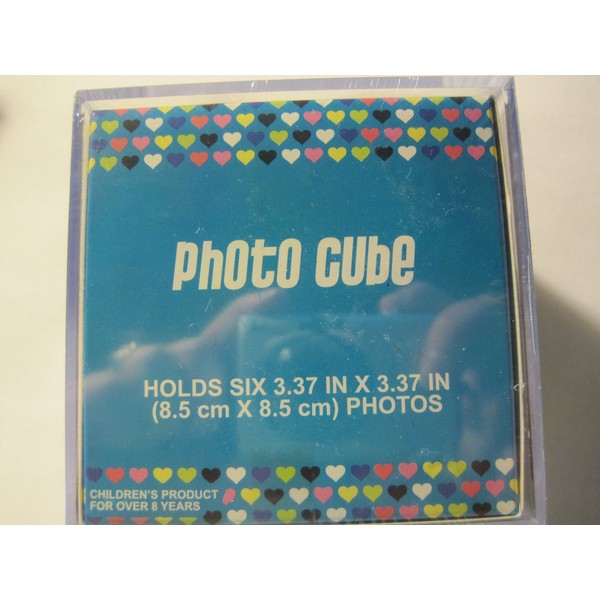 PHOTO CUBE
HOLDS SIX 3.37 IN X 3.37 IN
(8.5 cm X 8.5 cm) PHOTOS
CHILDREN'S PRODUCT
FOR OVER 8 YEARS